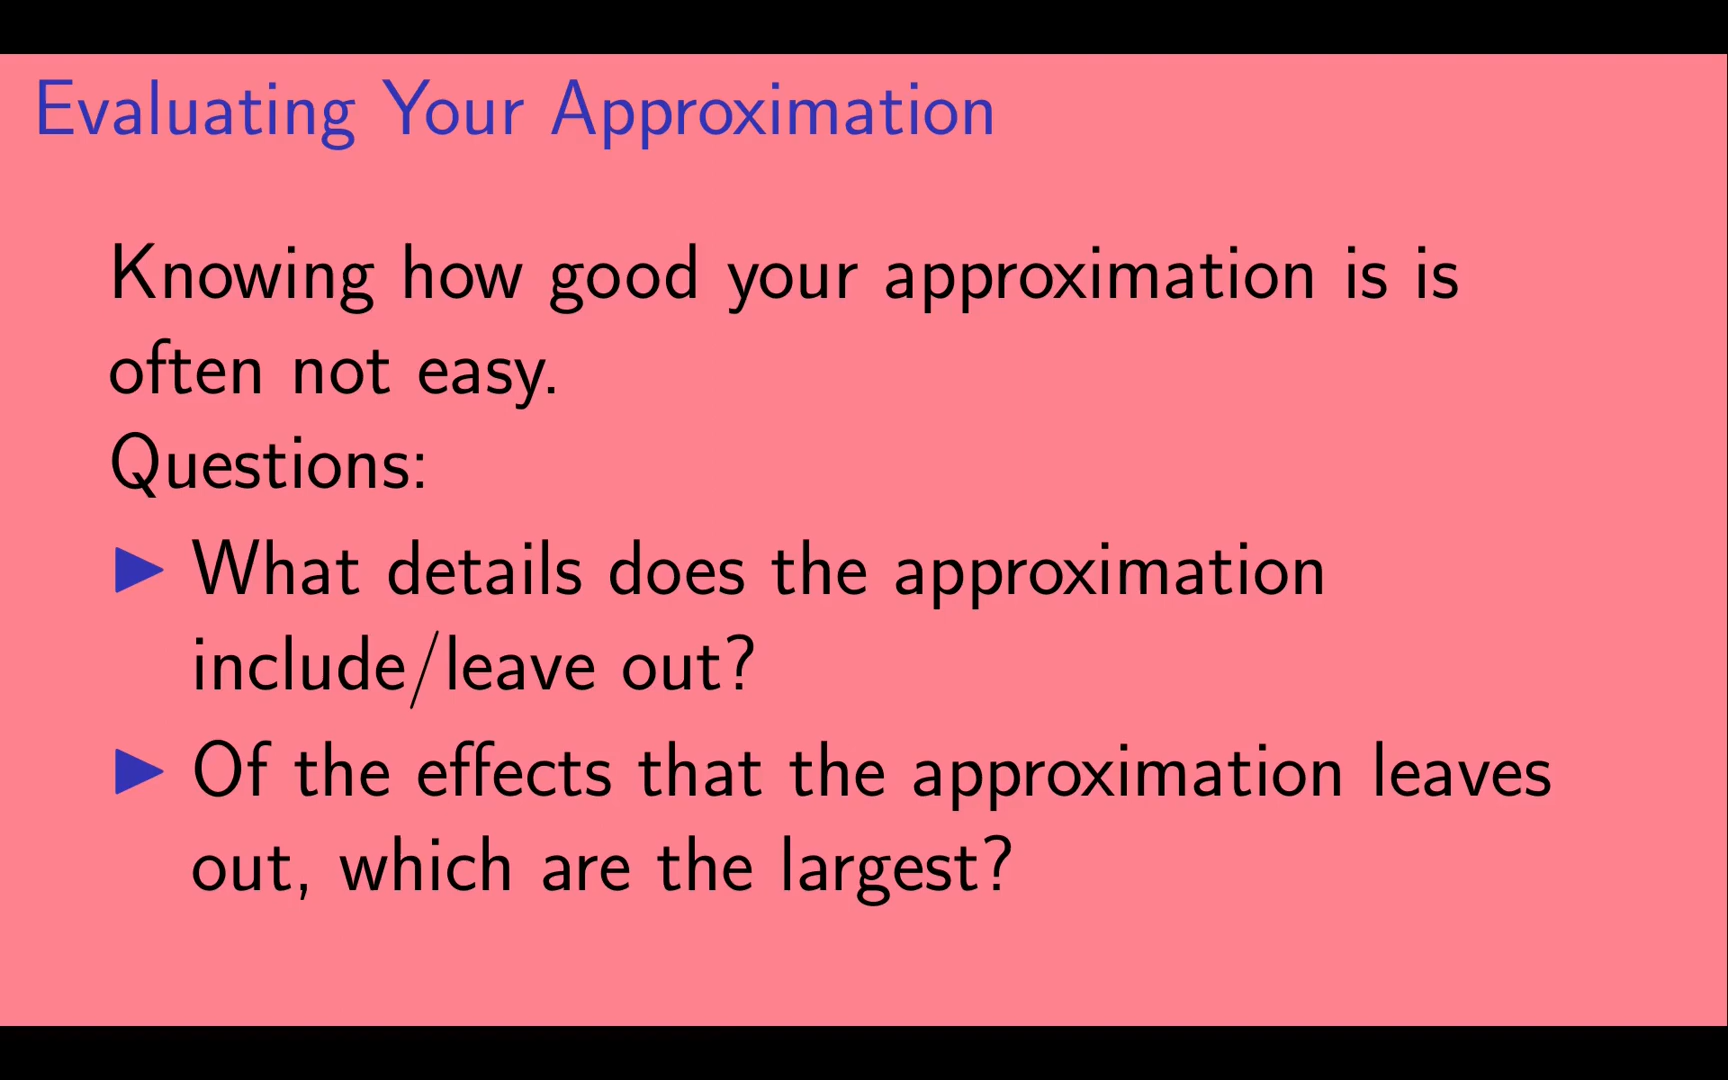 Evaluating Your Approximation
Knowing how good your approximation is is
often not easy.
Questions:
▶ What details does the approximation
include/leave out?
▶ Of the effects that the approximation leaves
out, which are the largest?